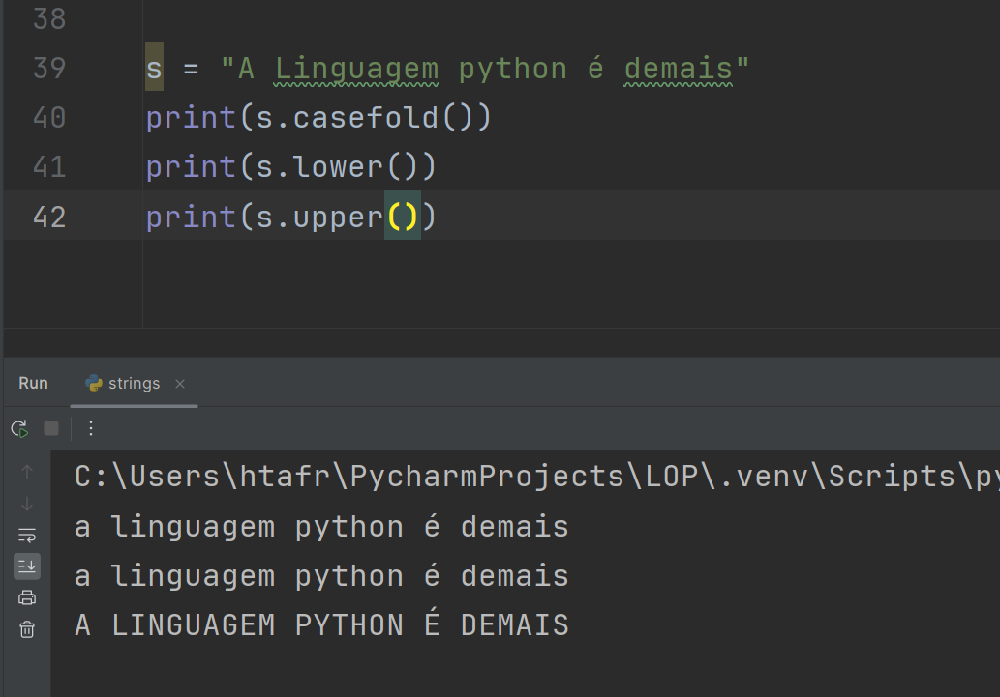 38
39 s = "A Linguagem python é demais"
40 print(s.casefold())
41 print(s.lower())
42 print(s.upper())
Run strings
C:\Users\htafr\PycharmProjects\LOP\.venv\Scripts\py
a linguagem python é demais
a linguagem python é demais
A LINGUAGEM PYTHON É DEMAIS